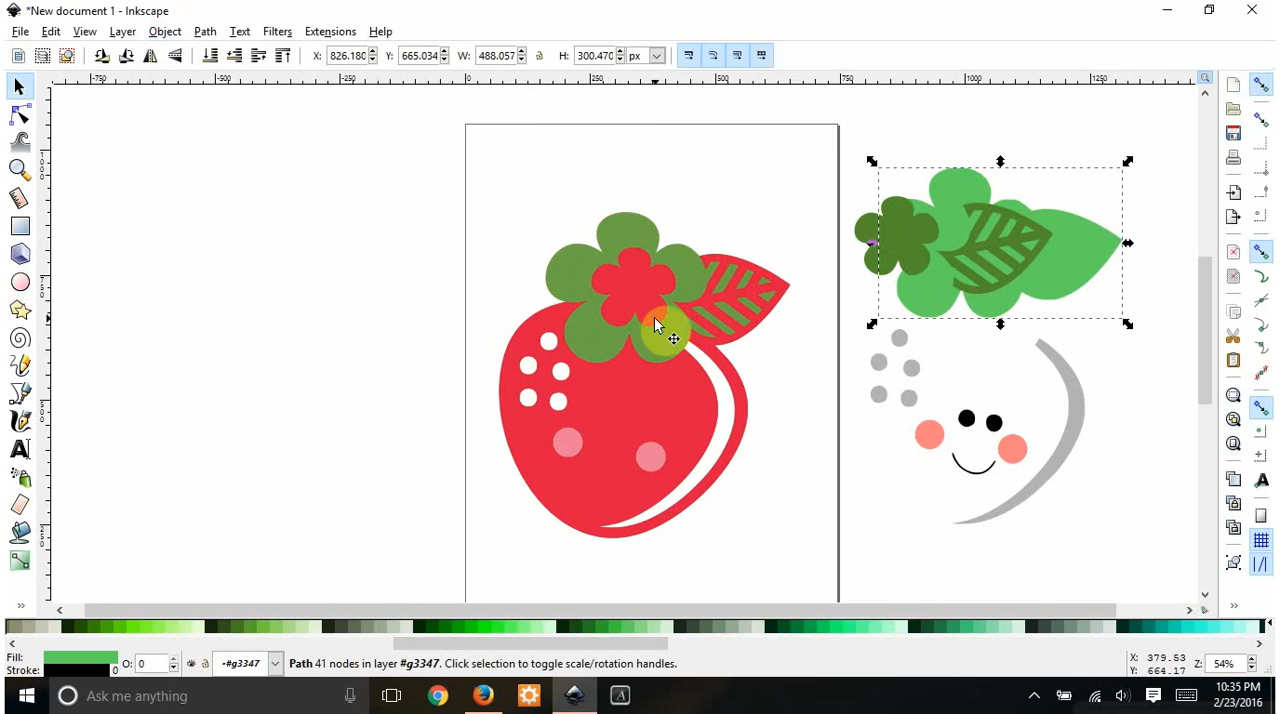 *New document 1 - Inkscape
File Edit View Layer Object Path Text Filters Extensions Help
X: 826.180 Y: 665.034 W: 488.057 H: 300.470 px
-750 -500 -250 0 250 500 750 1000 1250
Fill: O: 0 -#g3347 Path 41 nodes in layer #g3347. Click selection to toggle scale/rotation handles. X: 379.53 Z: 54%
Stroke: 0 Y: 664.17
Ask me anything
10:35 PM
2/23/2016